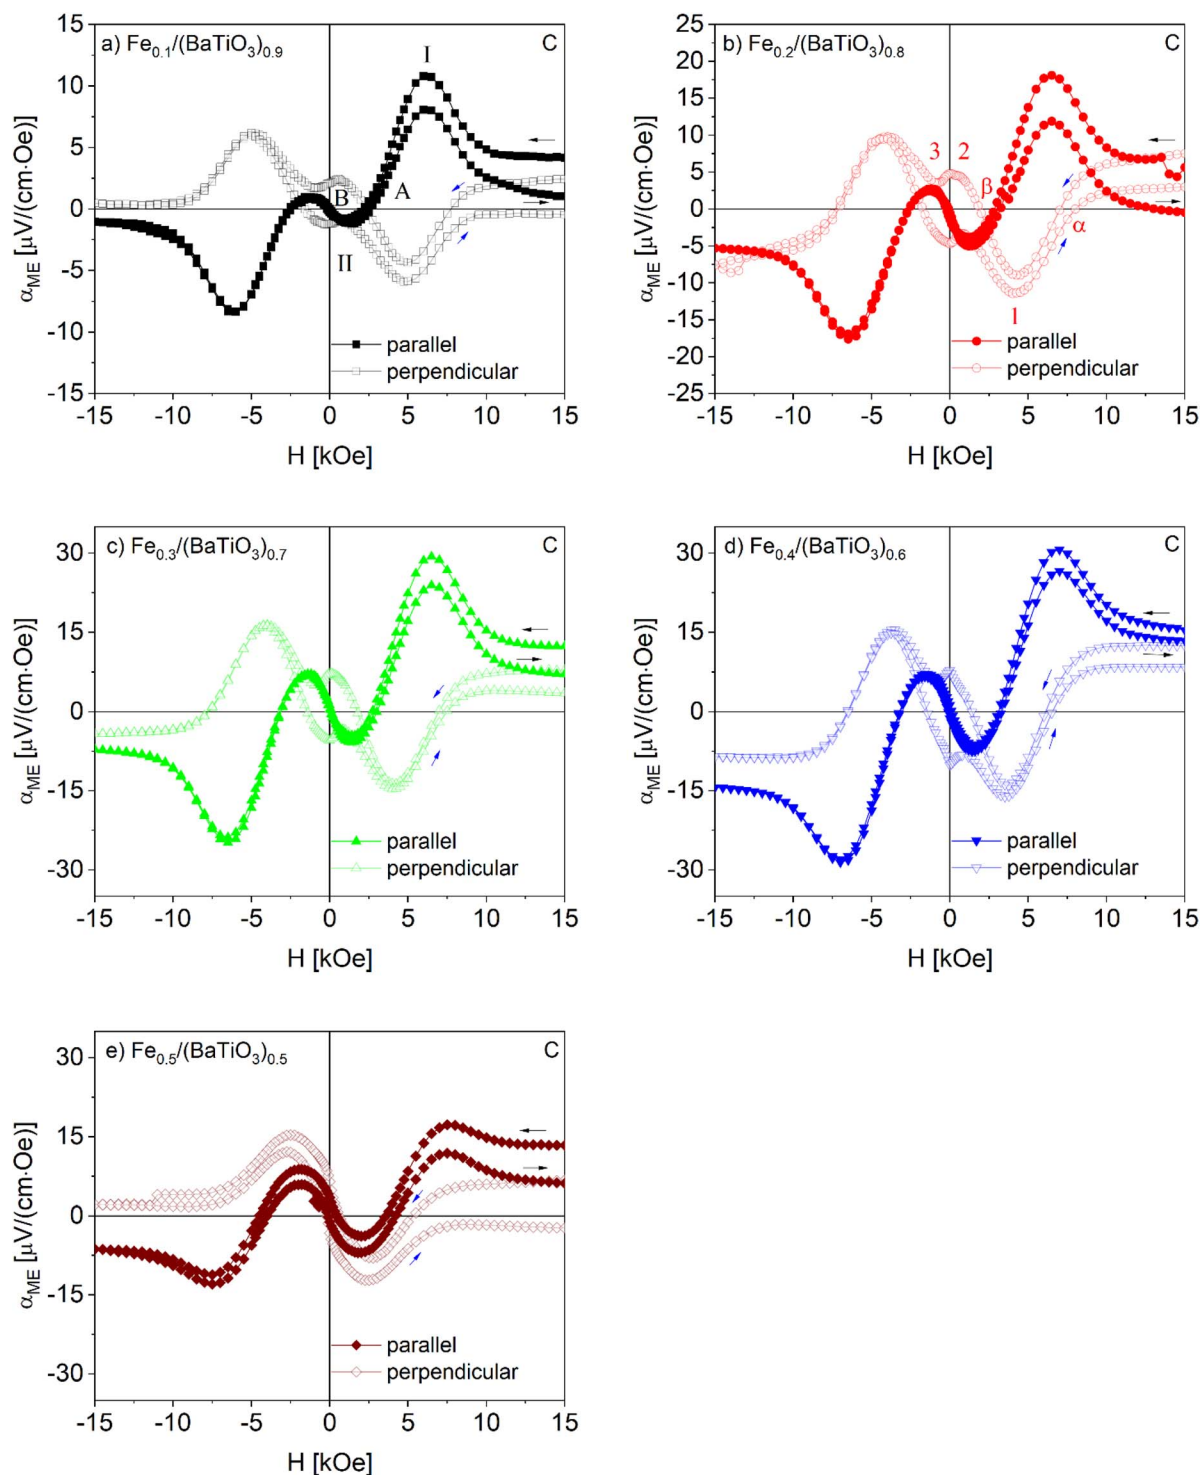 a) Fe0.1/(BaTiO3)0.9
C
15
10
5
0
-5
-10
-15
αME [μV/(cm·Oe)]
I
A
B
II
parallel
perpendicular
-15 -10 -5 0 5 10 15
H [kOe]
b) Fe0.2/(BaTiO3)0.8
C
25
20
15
10
5
0
-5
-10
-15
-20
-25
αME [μV/(cm·Oe)]
3 2
β
α
1
parallel
perpendicular
-15 -10 -5 0 5 10 15
H [kOe]
c) Fe0.3/(BaTiO3)0.7
C
30
15
0
-15
-30
αME [μV/(cm·Oe)]
parallel
perpendicular
-15 -10 -5 0 5 10 15
H [kOe]
d) Fe0.4/(BaTiO3)0.6
C
30
15
0
-15
-30
αME [μV/(cm·Oe)]
parallel
perpendicular
-15 -10 -5 0 5 10 15
H [kOe]
e) Fe0.5/(BaTiO3)0.5
C
30
15
0
-15
-30
αME [μV/(cm·Oe)]
parallel
perpendicular
-15 -10 -5 0 5 10 15
H [kOe]